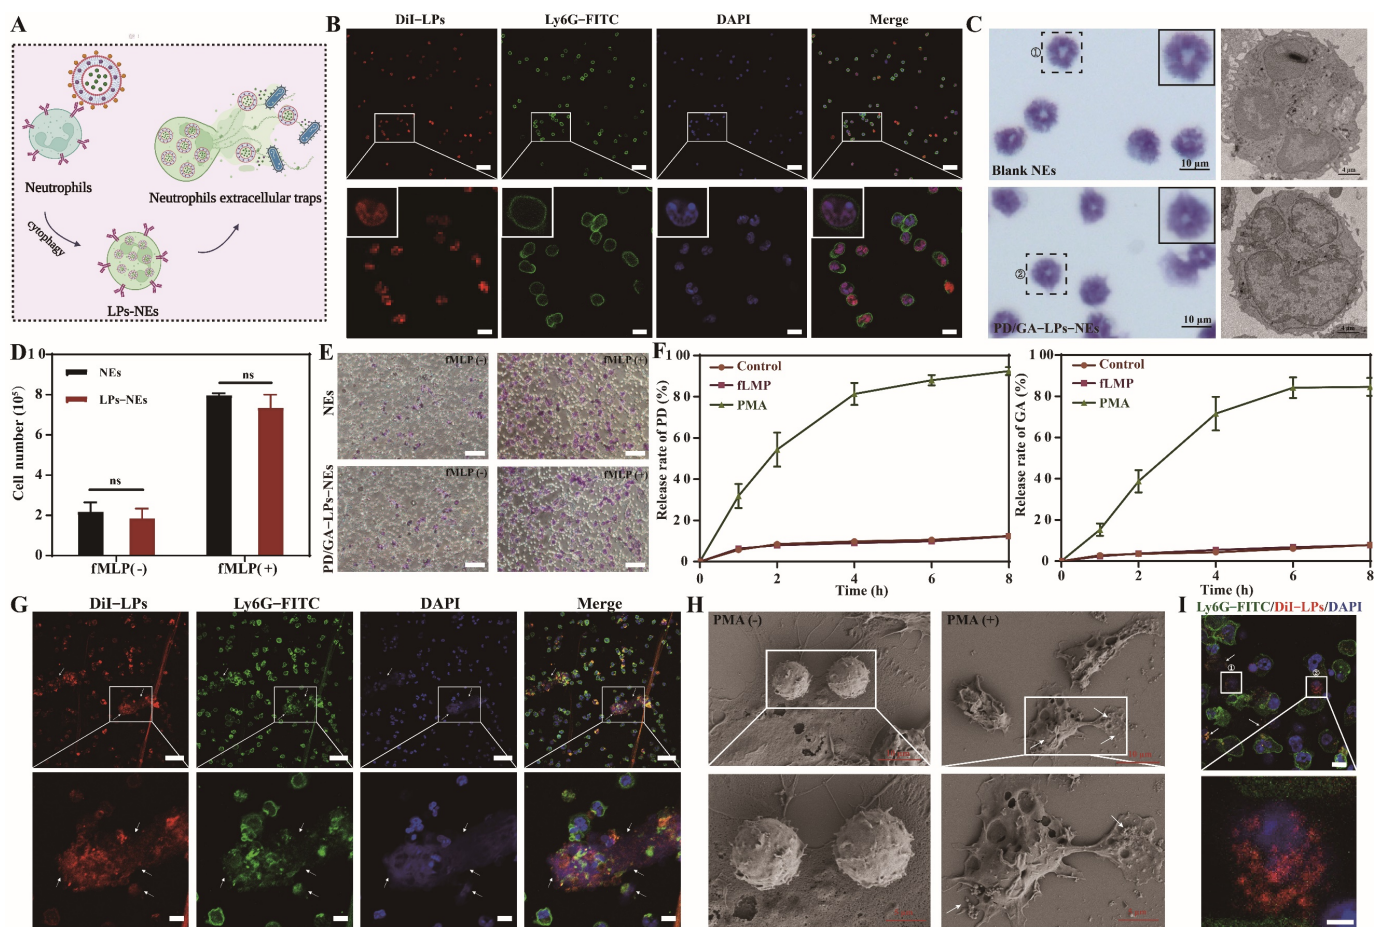 A
Neutrophils
cytophagy
LPs-NEs
Neutrophils extracellular traps
B
DiI-LPs
Ly6G-FITC
DAPI
Merge
C
①
Blank NEs
10 μm
4 μm
②
PD/GA-LPs-NEs
10 μm
4 μm
D
Cell number (10⁵)
10
8
6
4
2
0
NEs
LPs-NEs
ns
ns
fMLP(-)
fMLP(+)
E
NEs
PD/GA-LPs-NEs
fMLP (-)
fMLP (+)
fMLP (-)
fMLP (+)
F
Release rate of PD (%)
100
80
60
40
20
0
Control
fLMP
PMA
0
2
4
6
8
Time (h)
Release rate of GA (%)
100
80
60
40
20
0
Control
fLMP
PMA
0
2
4
6
8
Time (h)
G
DiI-LPs
Ly6G-FITC
DAPI
Merge
H
PMA (-)
PMA (+)
I
Ly6G-FITC/DiI-LPs/DAPI
①
②